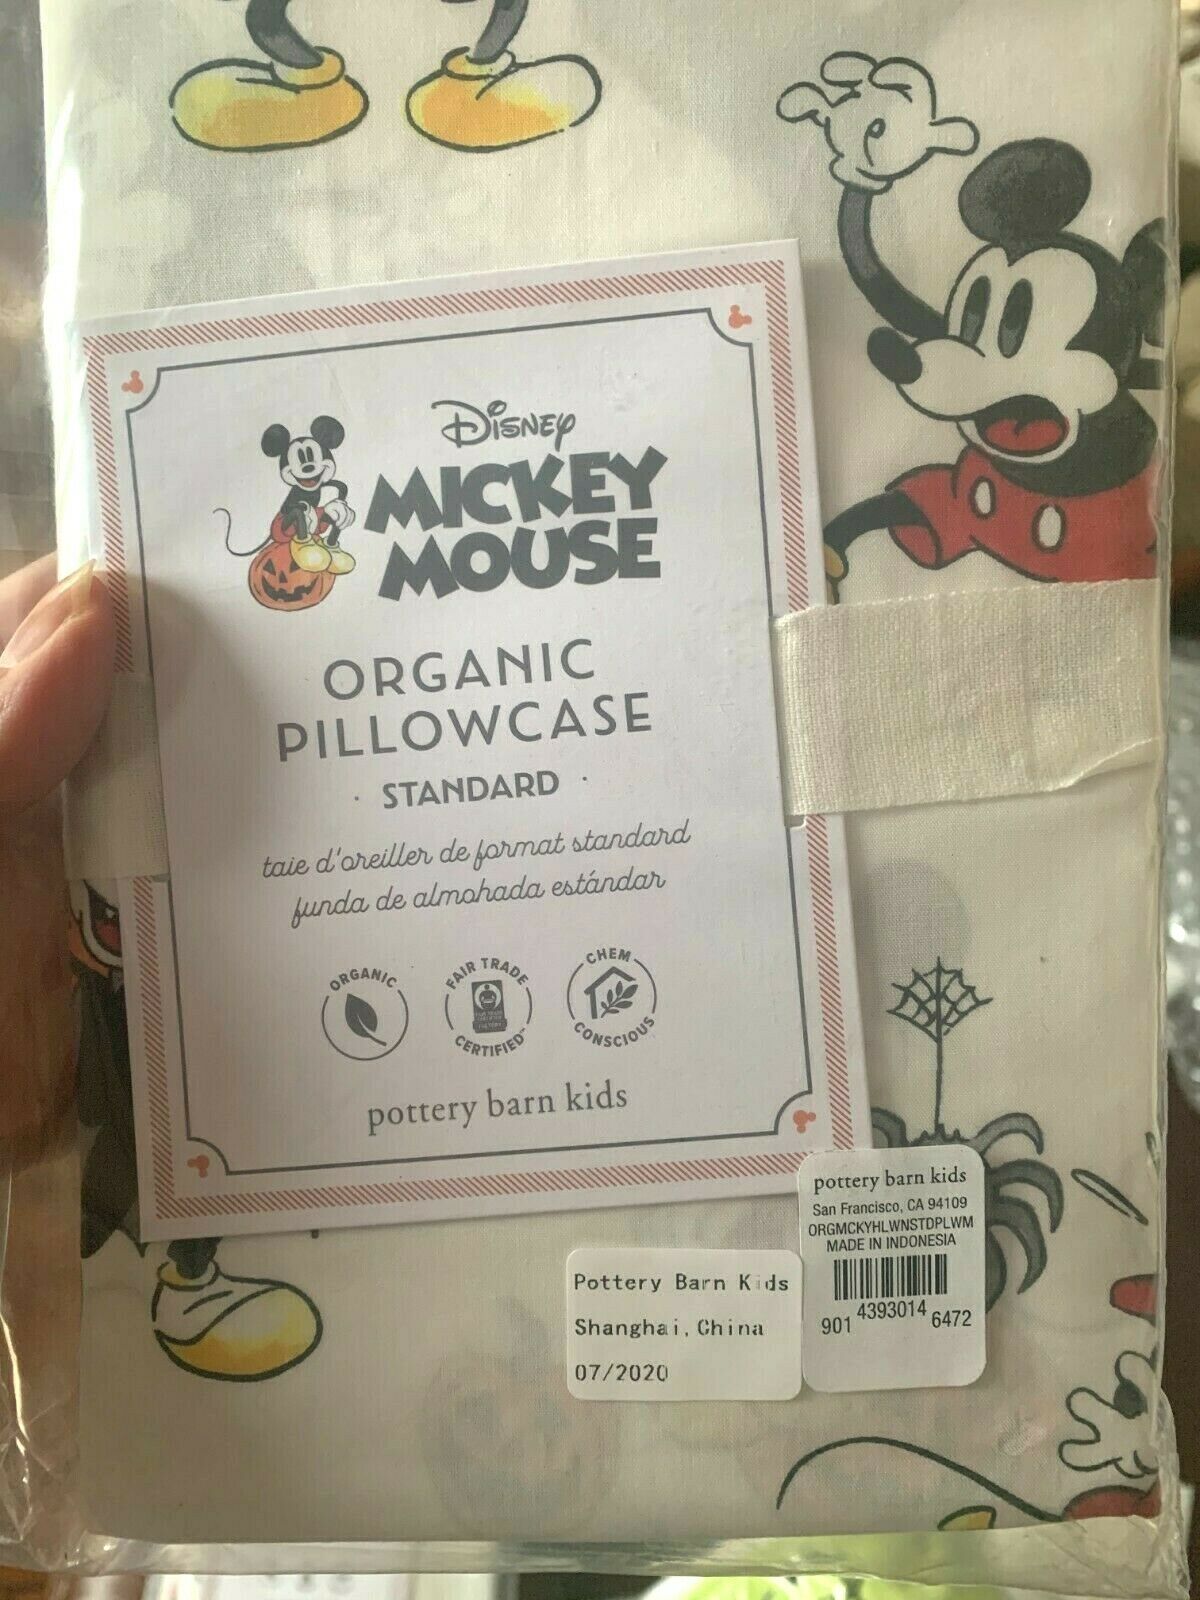 Disney
MICKEY
MOUSE
ORGANIC
PILLOWCASE
· STANDARD ·
taie d'oreiller de format standard
funda de almohada estándar
ORGANIC
FAIR TRADE
CERTIFIED™
CHEM
CONSCIOUS
pottery barn kids
pottery barn kids
San Francisco, CA 94109
ORGMCKYHLWNSTDPLWM
MADE IN INDONESIA
901 4393014 6472
Pottery Barn Kids
Shanghai,China
07/2020